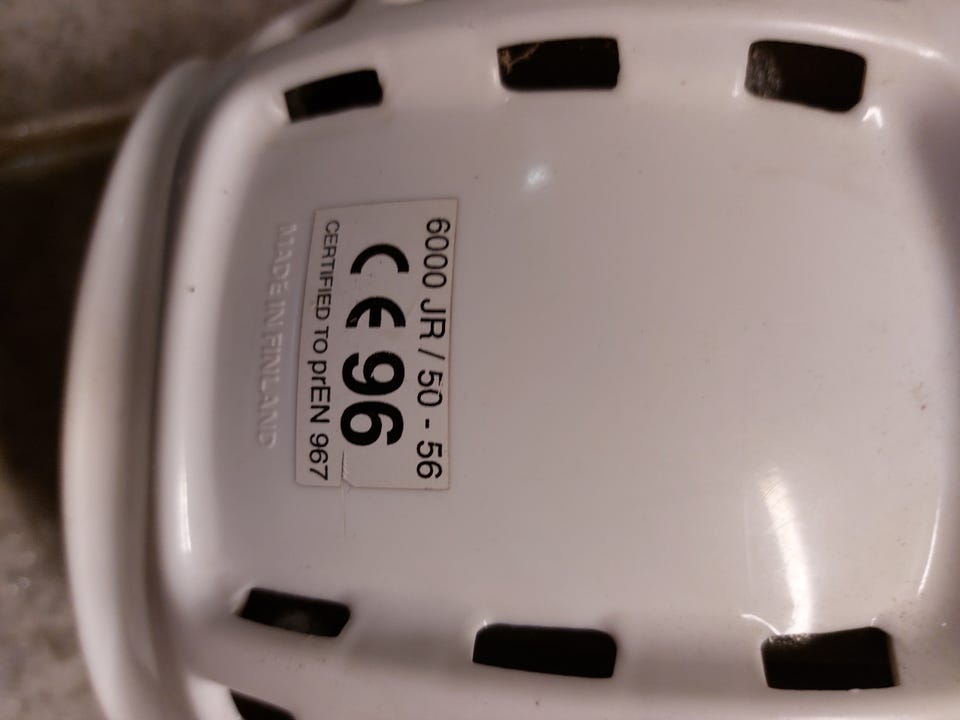 6000 JR / 50 - 56
CE 96
CERTIFIED TO prEN 967
MADE IN FINLAND